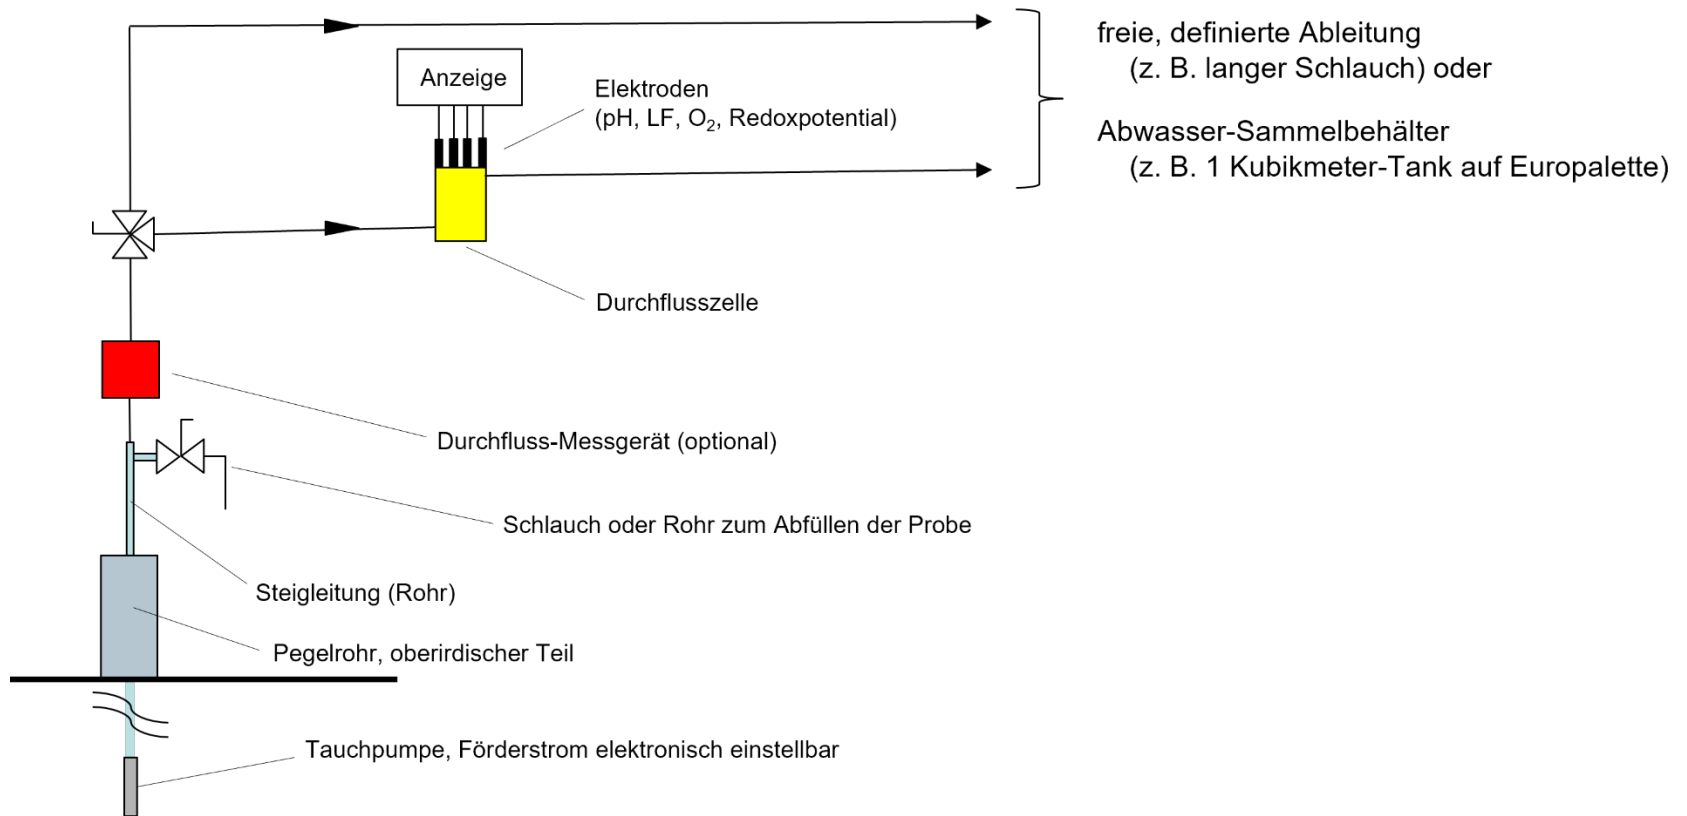 freie, definierte Ableitung
(z. B. langer Schlauch) oder
Anzeige
Elektroden
(pH, LF, O₂, Redoxpotential)
Abwasser-Sammelbehälter
(z. B. 1 Kubikmeter-Tank auf Europalette)
Durchflusszelle
Durchfluss-Messgerät (optional)
Schlauch oder Rohr zum Abfüllen der Probe
Steigleitung (Rohr)
Pegelrohr, oberirdischer Teil
Tauchpumpe, Förderstrom elektronisch einstellbar